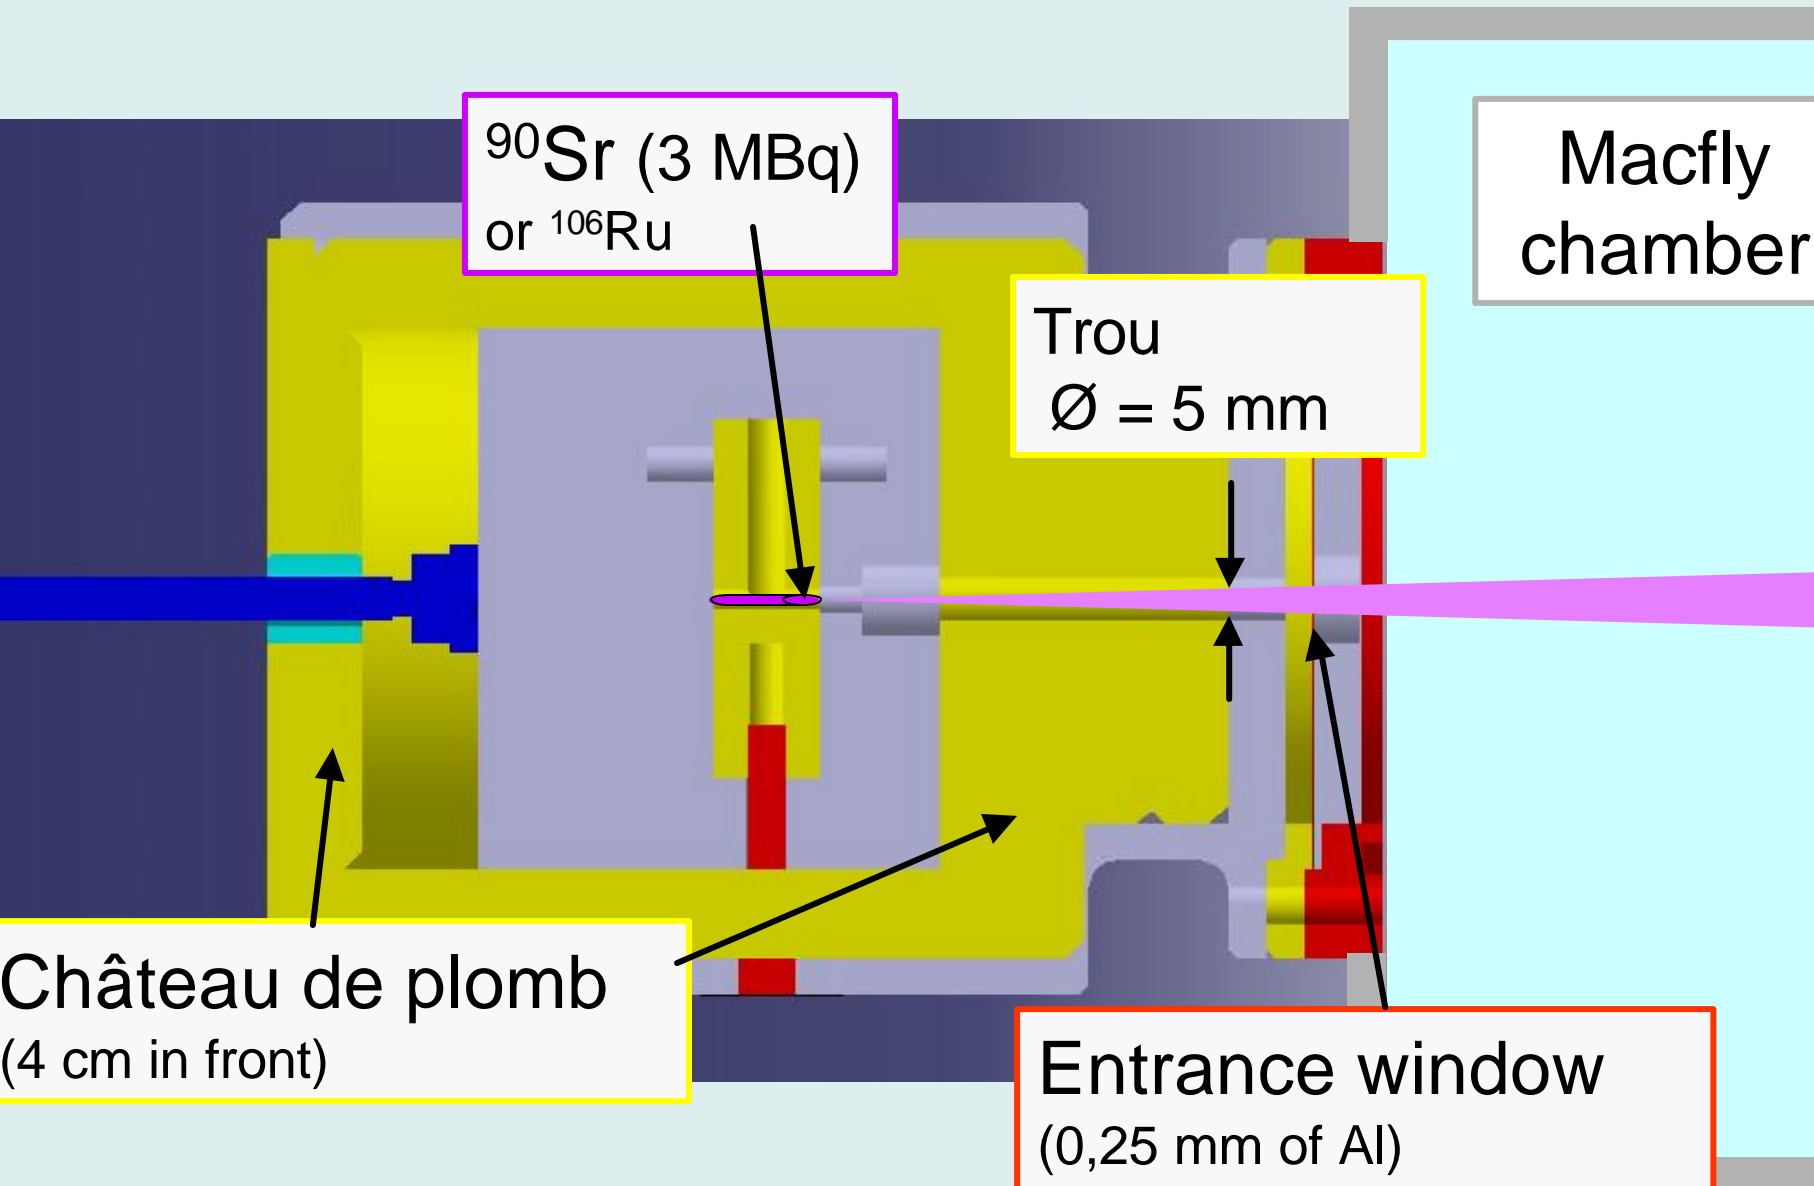 ⁹⁰Sr (3 MBq)
or ¹⁰⁶Ru
Macfly
chamber
Trou
Ø = 5 mm
Château de plomb
(4 cm in front)
Entrance window
(0,25 mm of Al)